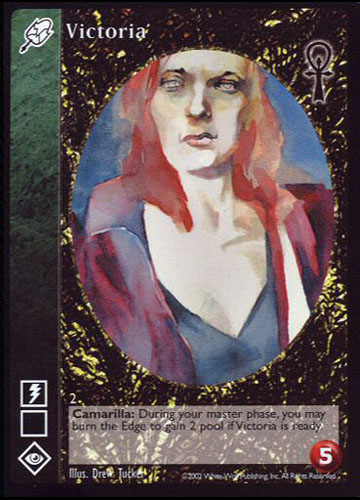 Victoria
2.
Camarilla: During your master phase, you may
burn the Edge to gain 2 pool if Victoria is ready.
5
Illus. Drew Tucker
©2002 White Wolf Publishing, Inc. All Rights Reserved.